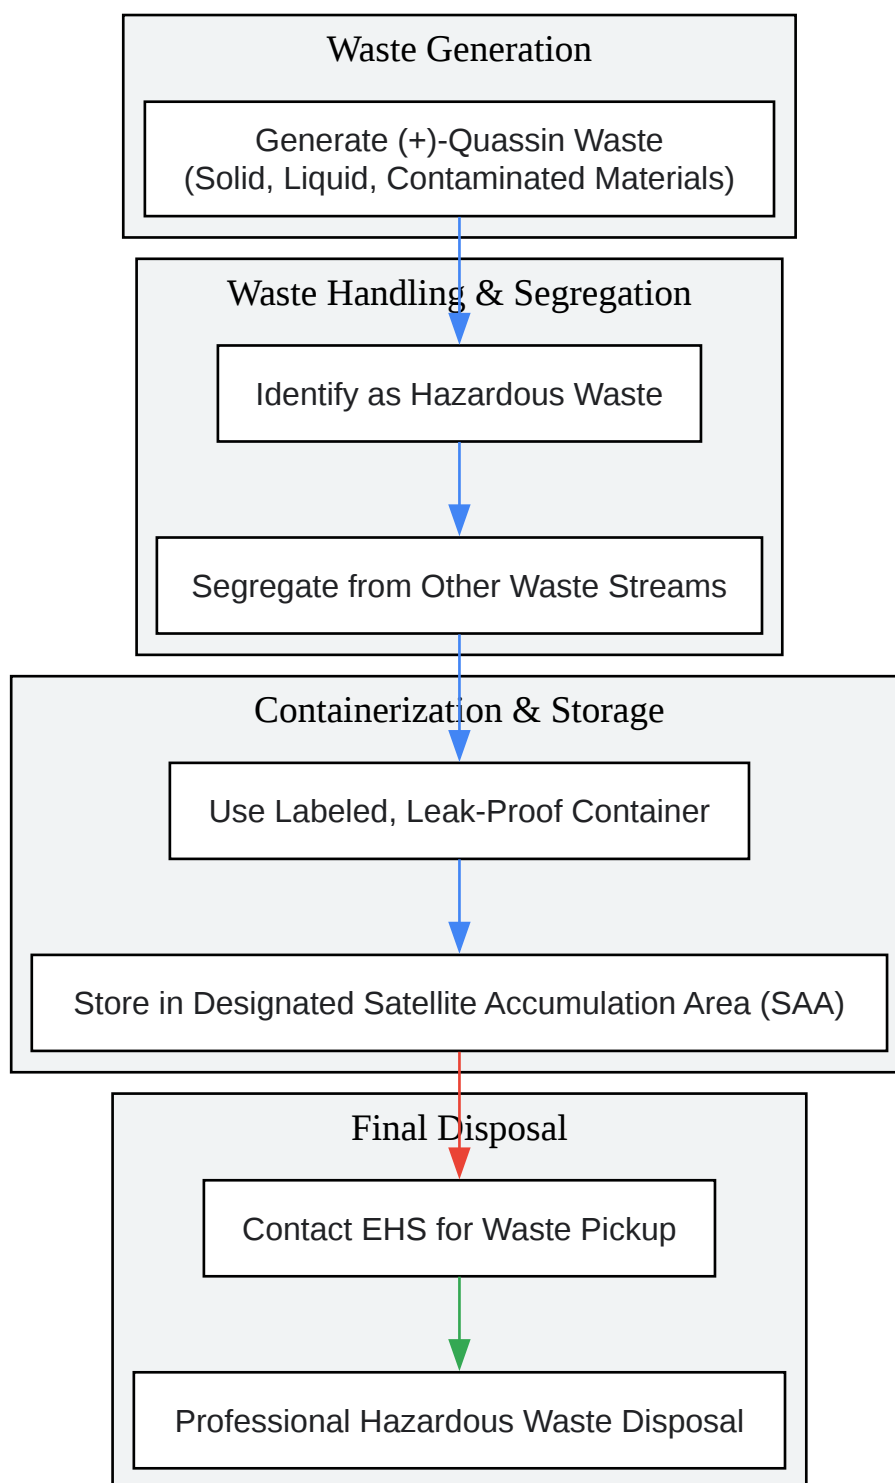 Waste Generation
Generate (+)-Quassin Waste
(Solid, Liquid, Contaminated Materials)
Waste Handling & Segregation
Identify as Hazardous Waste
Segregate from Other Waste Streams
Containerization & Storage
Use Labeled, Leak-Proof Container
Store in Designated Satellite Accumulation Area (SAA)
Final Disposal
Contact EHS for Waste Pickup
Professional Hazardous Waste Disposal